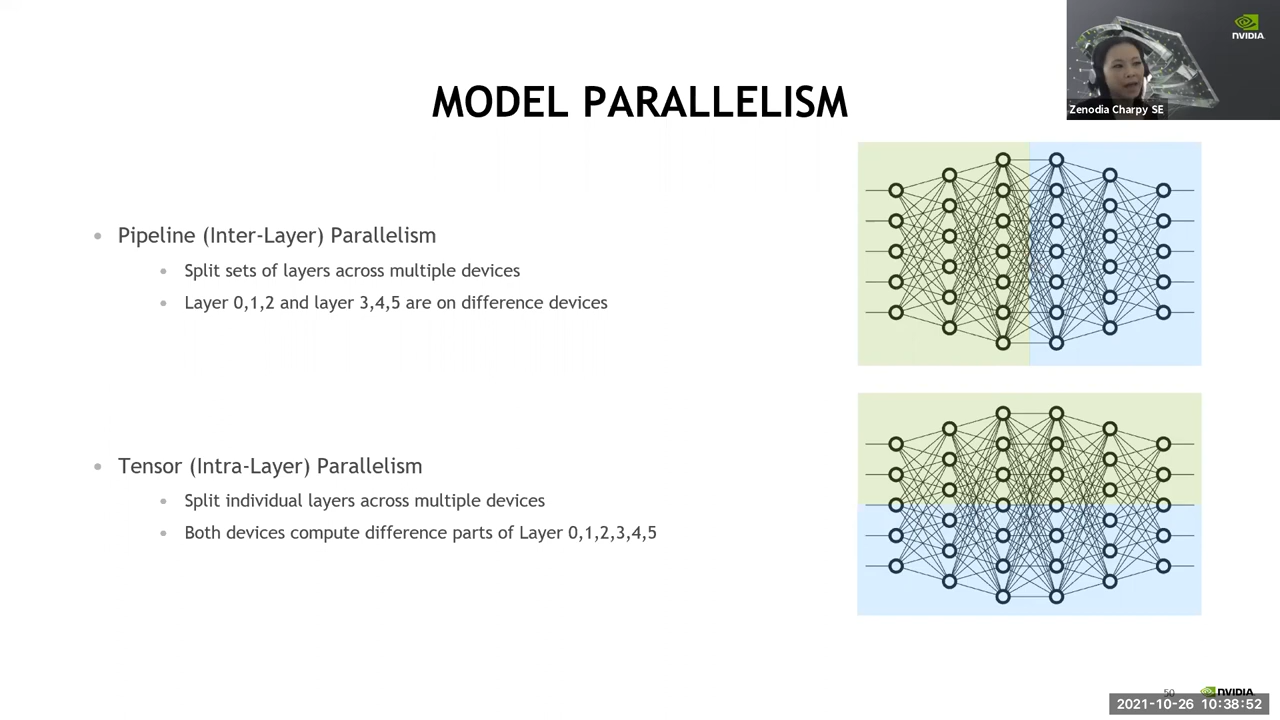 NVIDIA
Zenodia Charpy SE
MODEL PARALLELISM
Pipeline (Inter-Layer) Parallelism
Split sets of layers across multiple devices
Layer 0,1,2 and layer 3,4,5 are on difference devices
Tensor (Intra-Layer) Parallelism
Split individual layers across multiple devices
Both devices compute difference parts of Layer 0,1,2,3,4,5
50
NVIDIA
2021-10-26 10:38:52